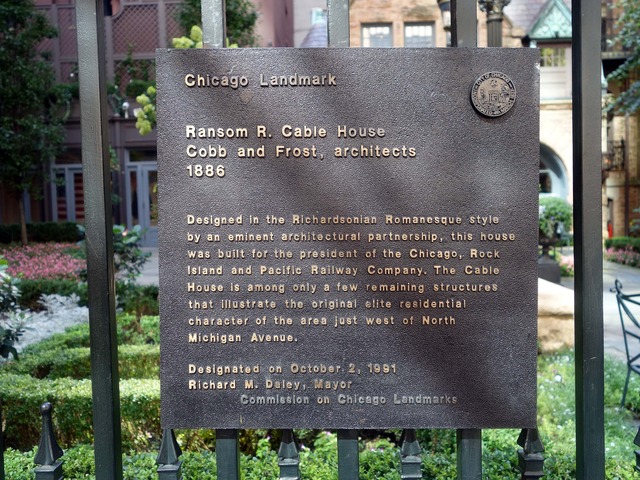 Chicago Landmark
Ransom R. Cable House
Cobb and Frost, architects
1886
Designed in the Richardsonian Romanesque style
by an eminent architectural partnership, this house
was built for the president of the Chicago, Rock
Island and Pacific Railway Company. The Cable
House is among only a few remaining structures
that illustrate the original elite residential
character of the area just west of North
Michigan Avenue.
Designated on October 2, 1991
Richard M. Daley, Mayor
Commission on Chicago Landmarks